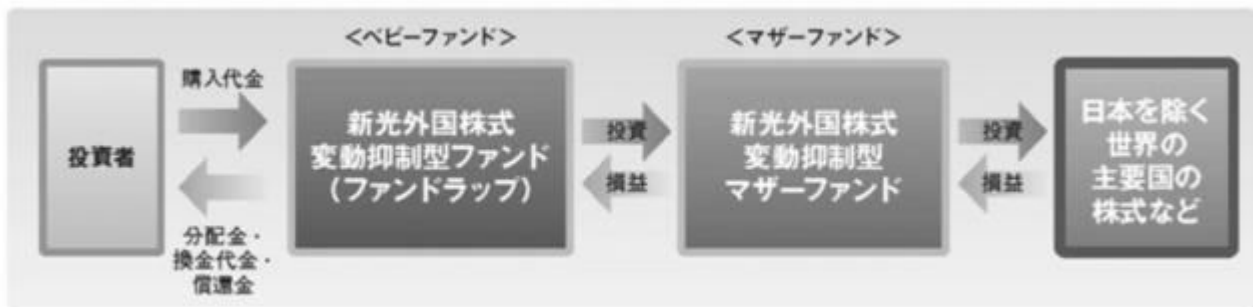 <ベビーファンド>
<マザーファンド>
投資者
購入代金
分配金・
換金代金・
償還金
新光外国株式
変動抑制型ファンド
(ファンドラップ)
投資
損益
新光外国株式
変動抑制型
マザーファンド
投資
損益
日本を除く
世界の
主要国の
株式など